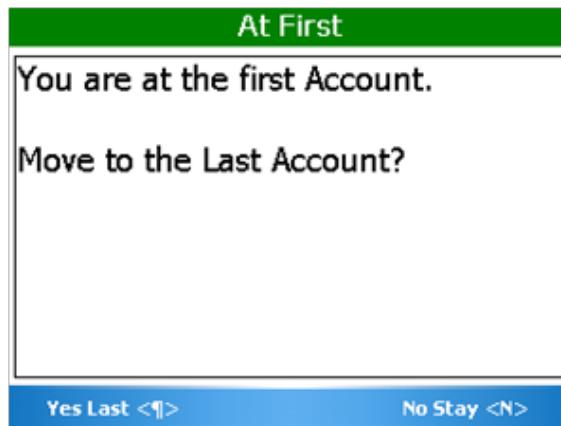 At First
You are at the first Account.
Move to the Last Account?
Yes Last <¶>
No Stay <N>